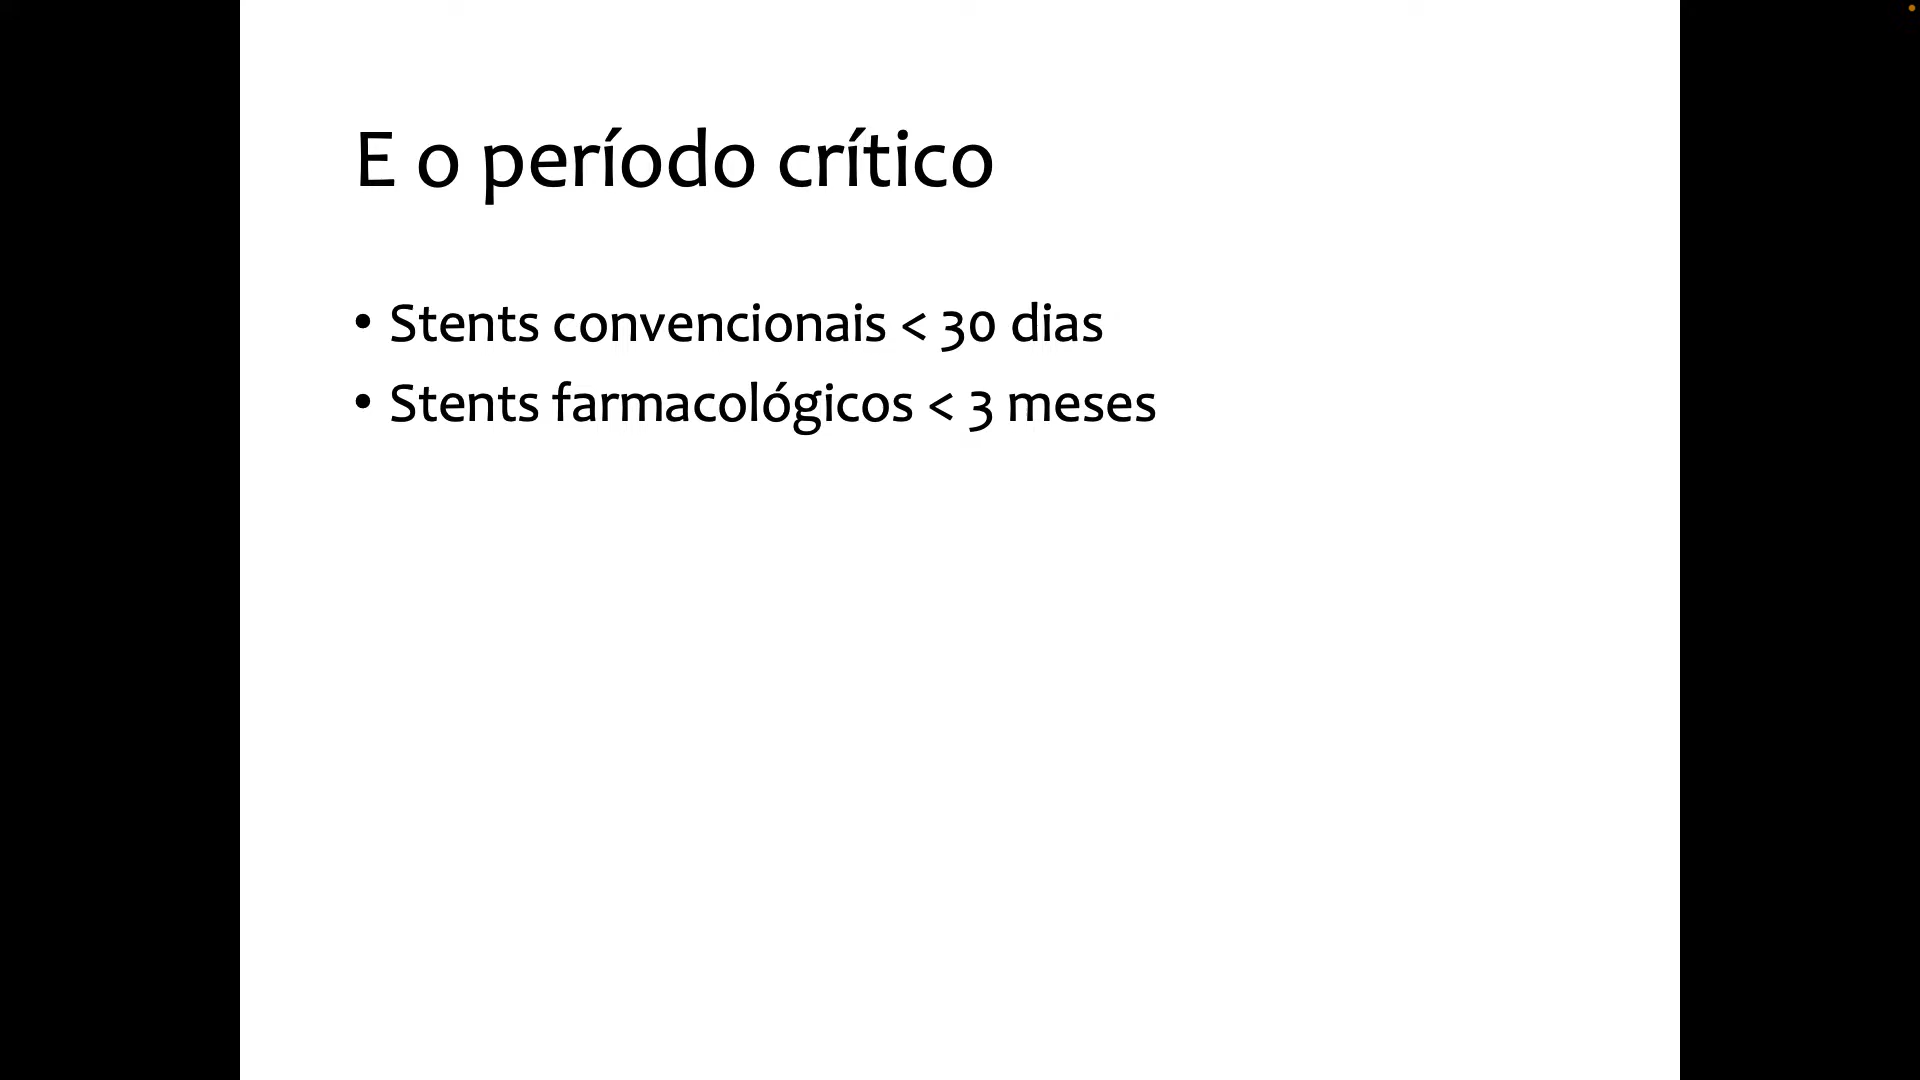 E o período crítico
• Stents convencionais < 30 dias
• Stents farmacológicos < 3 meses